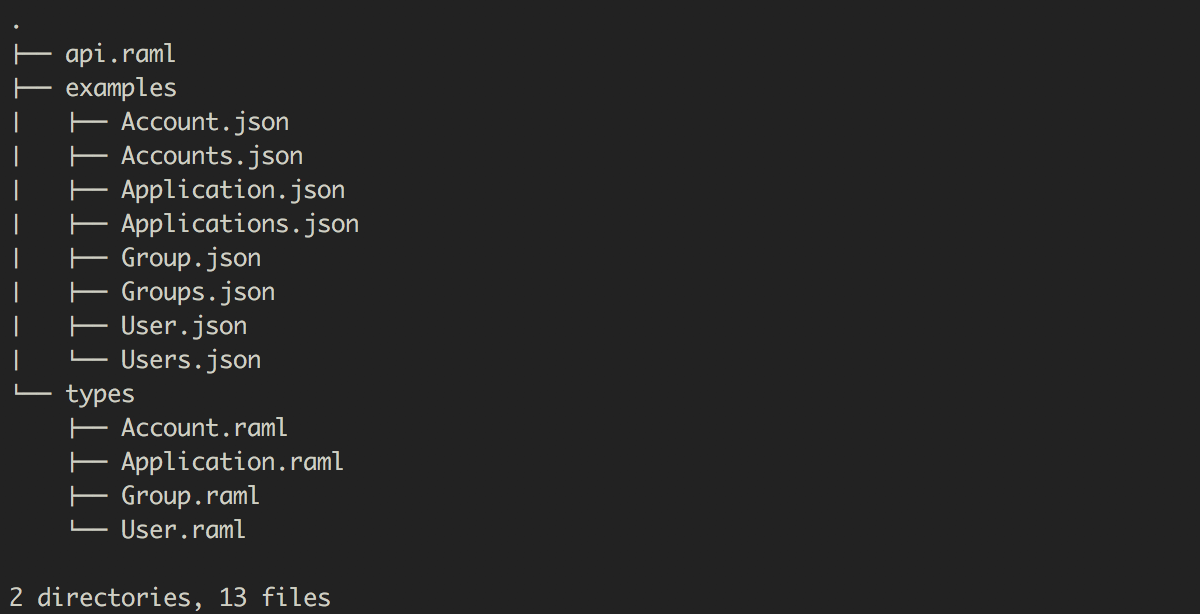 .
├── api.raml
├── examples
│   ├── Account.json
│   ├── Accounts.json
│   ├── Application.json
│   ├── Applications.json
│   ├── Group.json
│   ├── Groups.json
│   ├── User.json
│   └── Users.json
└── types
    ├── Account.raml
    ├── Application.raml
    ├── Group.raml
    └── User.raml

2 directories, 13 files